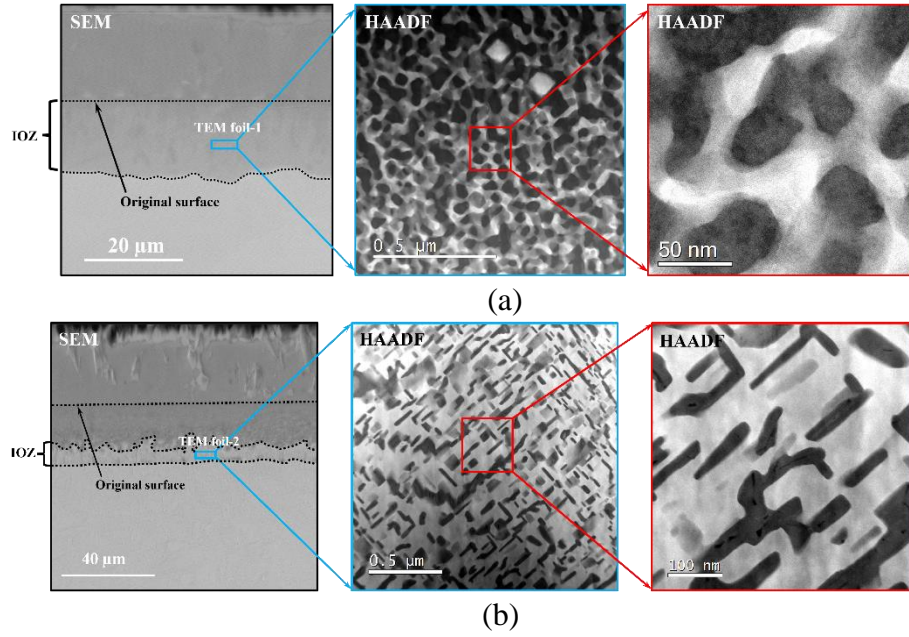 SEM
IOZ
TEM foil-1
Original surface
20 µm
HAADF
0.5 µm
HAADF
50 nm
(a)
SEM
IOZ
TEM foil-2
Original surface
40 µm
HAADF
0.5 µm
HAADF
100 nm
(b)